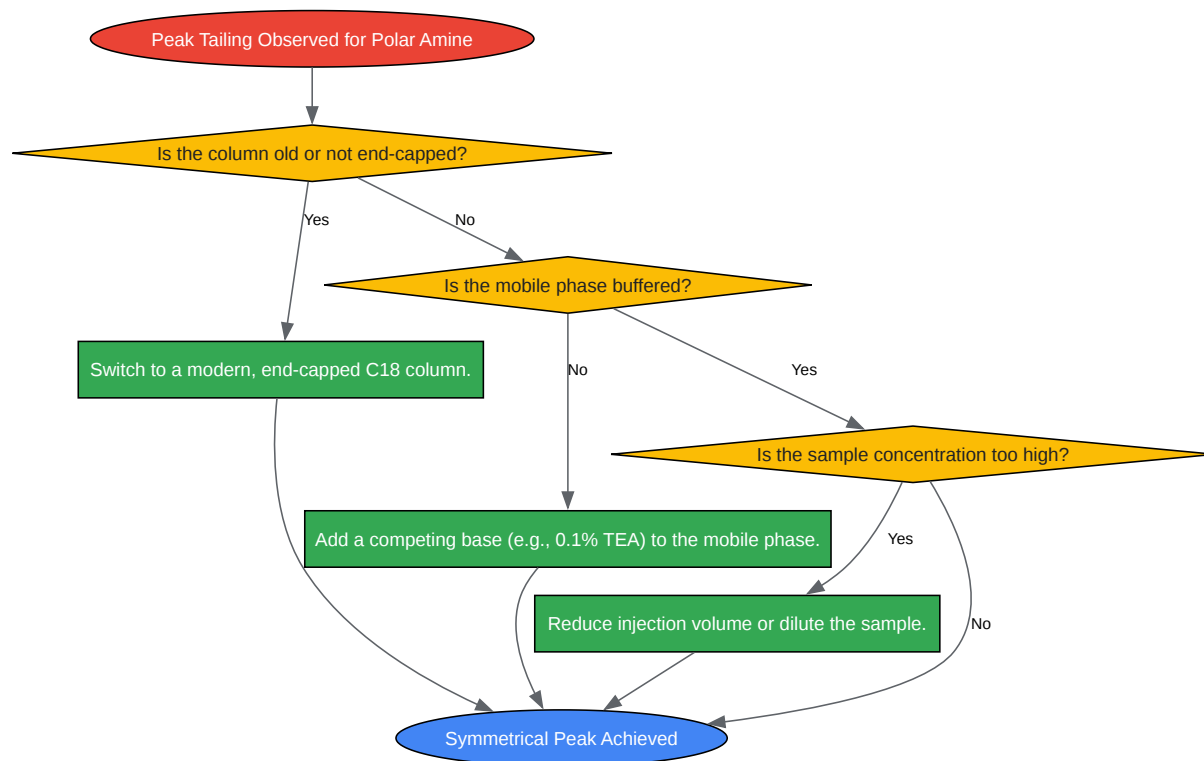 Peak Tailing Observed for Polar Amine
Is the column old or not end-capped?
Yes
No
Is the mobile phase buffered?
Switch to a modern, end-capped C18 column.
No
Yes
Is the sample concentration too high?
Add a competing base (e.g., 0.1% TEA) to the mobile phase.
Yes
Reduce injection volume or dilute the sample.
No
Symmetrical Peak Achieved